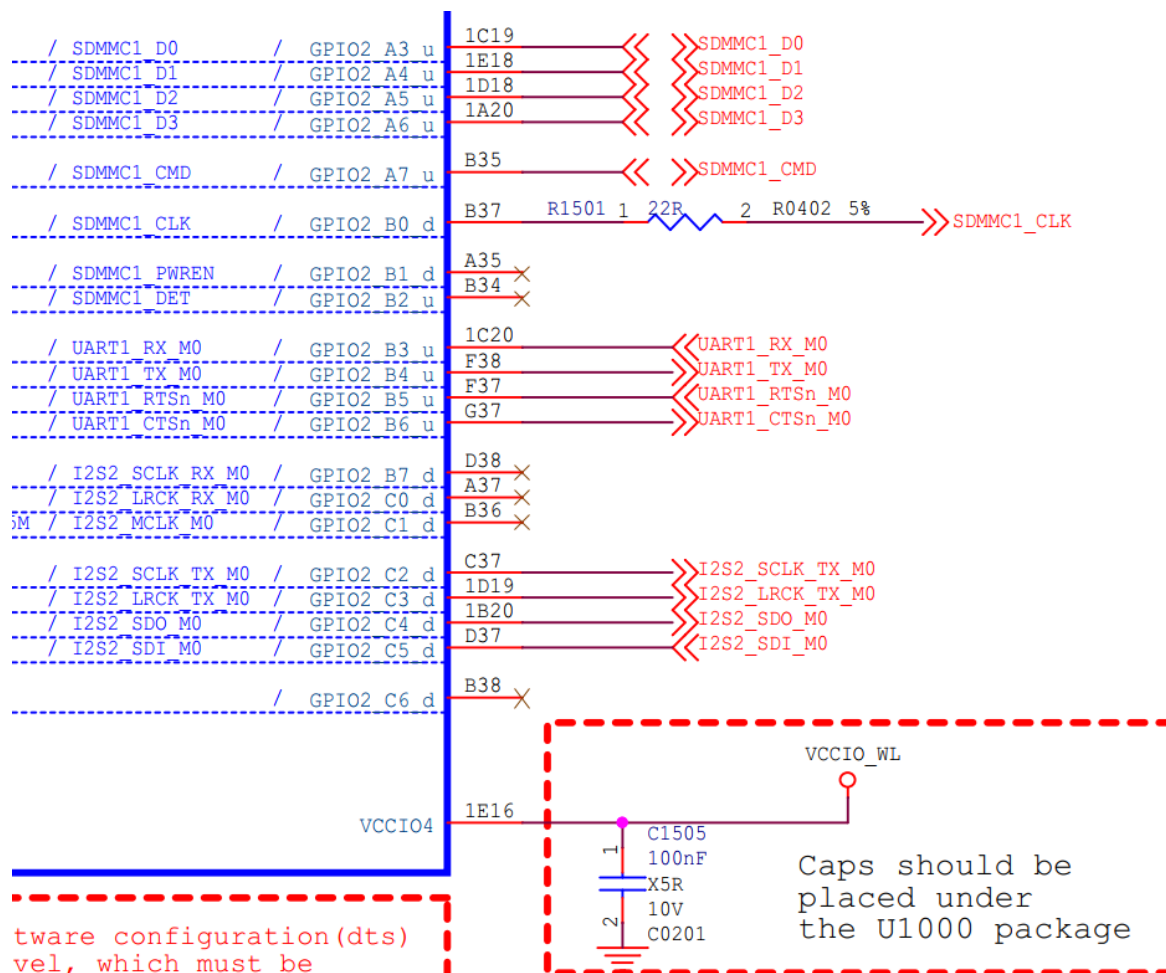 / SDMMC1_D0 / GPIO2_A3_u 1C19 SDMMC1_D0
/ SDMMC1_D1 / GPIO2_A4_u 1E18 SDMMC1_D1
/ SDMMC1_D2 / GPIO2_A5_u 1D18 SDMMC1_D2
/ SDMMC1_D3 / GPIO2_A6_u 1A20 SDMMC1_D3
/ SDMMC1_CMD / GPIO2_A7_u B35 SDMMC1_CMD
/ SDMMC1_CLK / GPIO2_B0_d B37 R1501 1 22R 2 R0402 5% SDMMC1_CLK
/ SDMMC1_PWREN / GPIO2_B1_d A35
/ SDMMC1_DET / GPIO2_B2_u B34
/ UART1_RX_M0 / GPIO2_B3_u 1C20 UART1_RX_M0
/ UART1_TX_M0 / GPIO2_B4_u F38 UART1_TX_M0
/ UART1_RTSn_M0 / GPIO2_B5_u F37 UART1_RTSn_M0
/ UART1_CTSn_M0 / GPIO2_B6_u G37 UART1_CTSn_M0
/ I2S2_SCLK_RX_M0 / GPIO2_B7_d D38
/ I2S2_LRCK_RX_M0 / GPIO2_C0_d A37
5M / I2S2_MCLK_M0 / GPIO2_C1_d B36
/ I2S2_SCLK_TX_M0 / GPIO2_C2_d C37 I2S2_SCLK_TX_M0
/ I2S2_LRCK_TX_M0 / GPIO2_C3_d 1D19 I2S2_LRCK_TX_M0
/ I2S2_SDO_M0 / GPIO2_C4_d 1B20 I2S2_SDO_M0
/ I2S2_SDI_M0 / GPIO2_C5_d D37 I2S2_SDI_M0
/ GPIO2_C6_d B38
VCCIO_WL
VCCIO4 1E16
1
C1505
100nF
X5R
10V
C0201
2
Caps should be
placed under
the U1000 package
tware configuration(dts)
vel, which must be